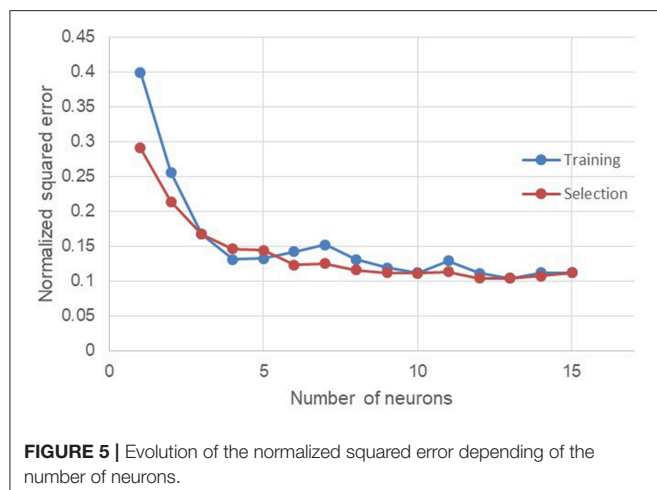 0.45
0.4
0.35
0.3
0.25
0.2
0.15
0.1
0.05
0
Normalized squared error
Training
Selection
0 5 10 15
Number of neurons
FIGURE 5 | Evolution of the normalized squared error depending of the
number of neurons.